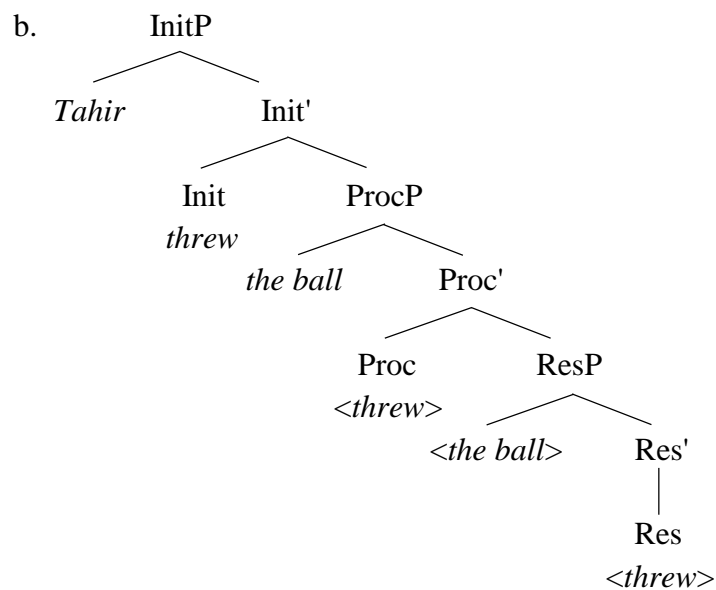 b. InitP
Tahir Init'
Init ProcP
threw
the ball Proc'
Proc ResP
<threw>
<the ball> Res'
Res
<threw>